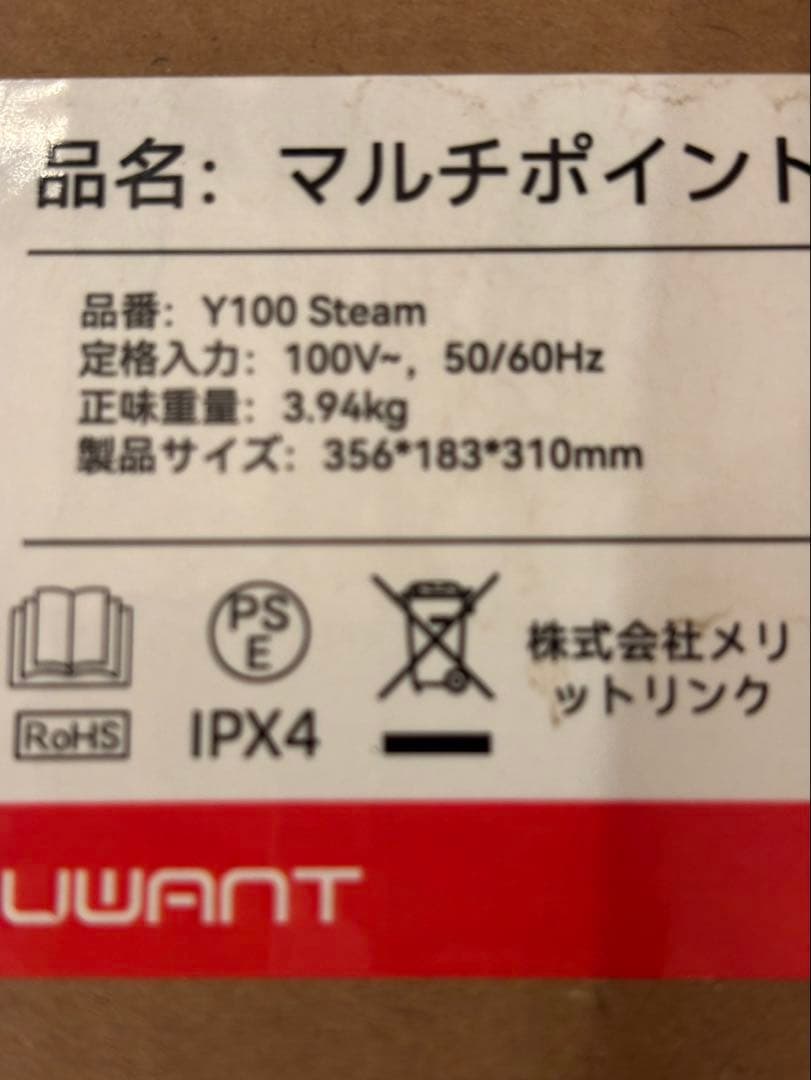 品名：マルチポイント
品番：Y100 Steam
定格入力：100V~，50/60Hz
正味重量：3.94kg
製品サイズ：356*183*310mm
PS
E
株式会社メリ
ットリンク
RoHS
IPX4
UWANT